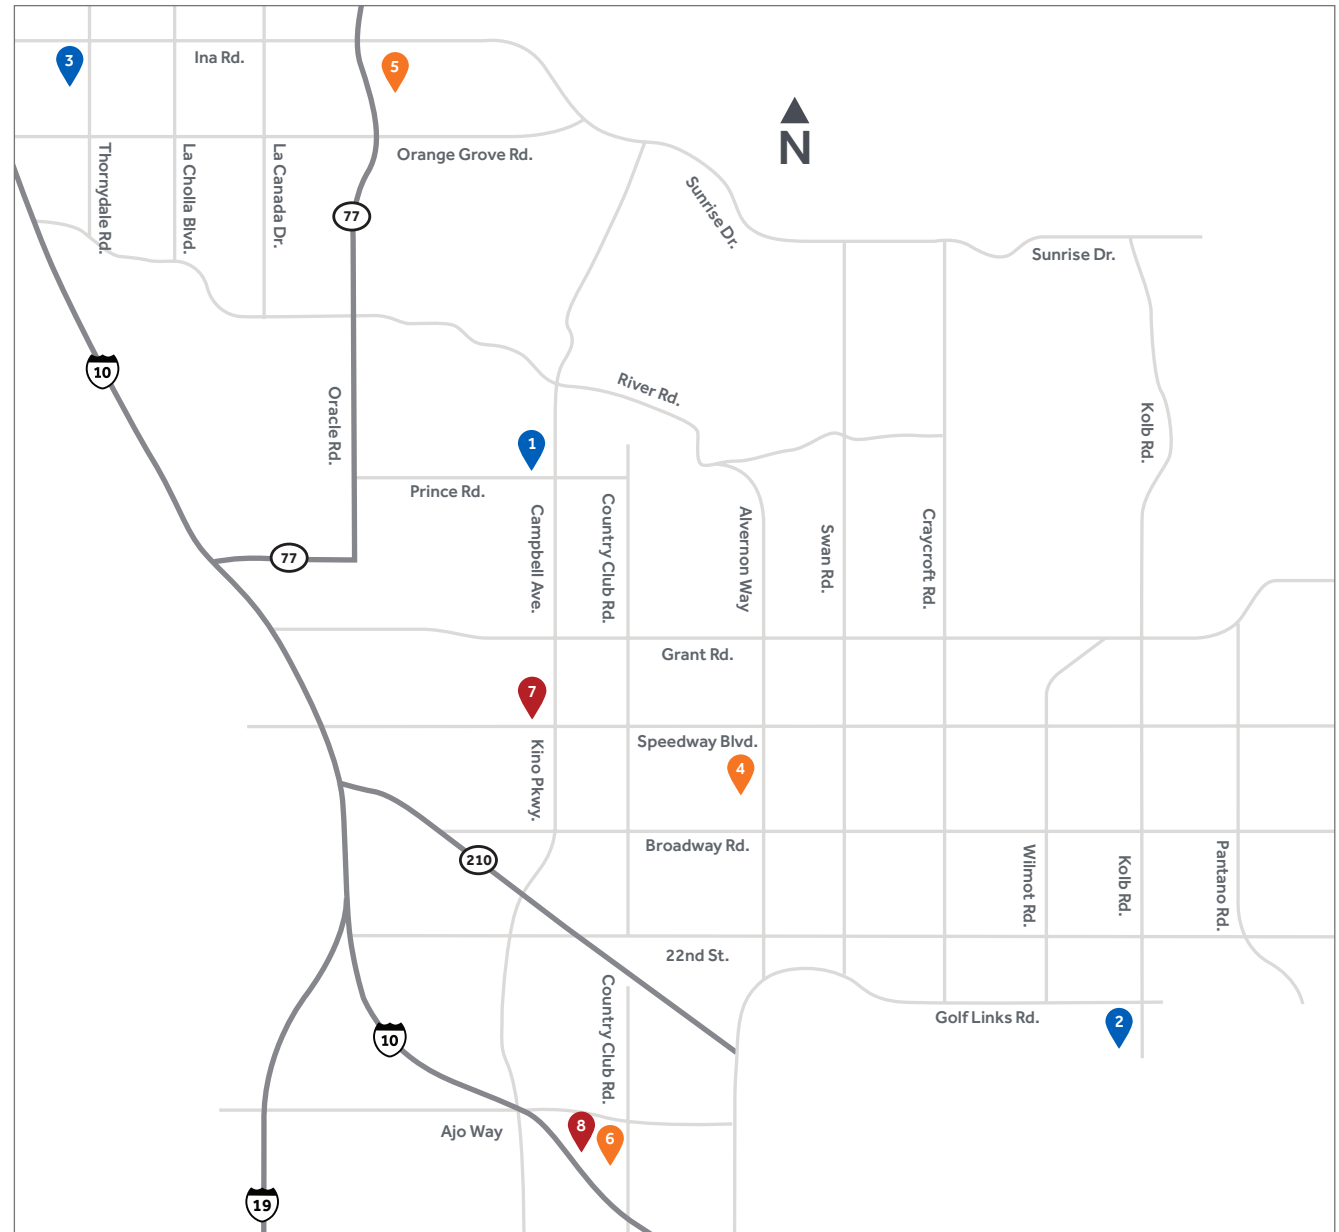 3
Ina Rd.
5
N
Thornydale Rd.
La Cholla Blvd.
La Canada Dr.
Orange Grove Rd.
77
Sunrise Dr.
Sunrise Dr.
10
Oracle Rd.
River Rd.
Kolb Rd.
1
Prince Rd.
Campbell Ave.
Country Club Rd.
Alvernon Way
Swan Rd.
Craycroft Rd.
77
Grant Rd.
7
Speedway Blvd.
Kino Pkwy.
4
Broadway Rd.
210
Wilmot Rd.
Kolb Rd.
Pantano Rd.
22nd St.
Country Club Rd.
Golf Links Rd.
2
10
Ajo Way
8
6
19